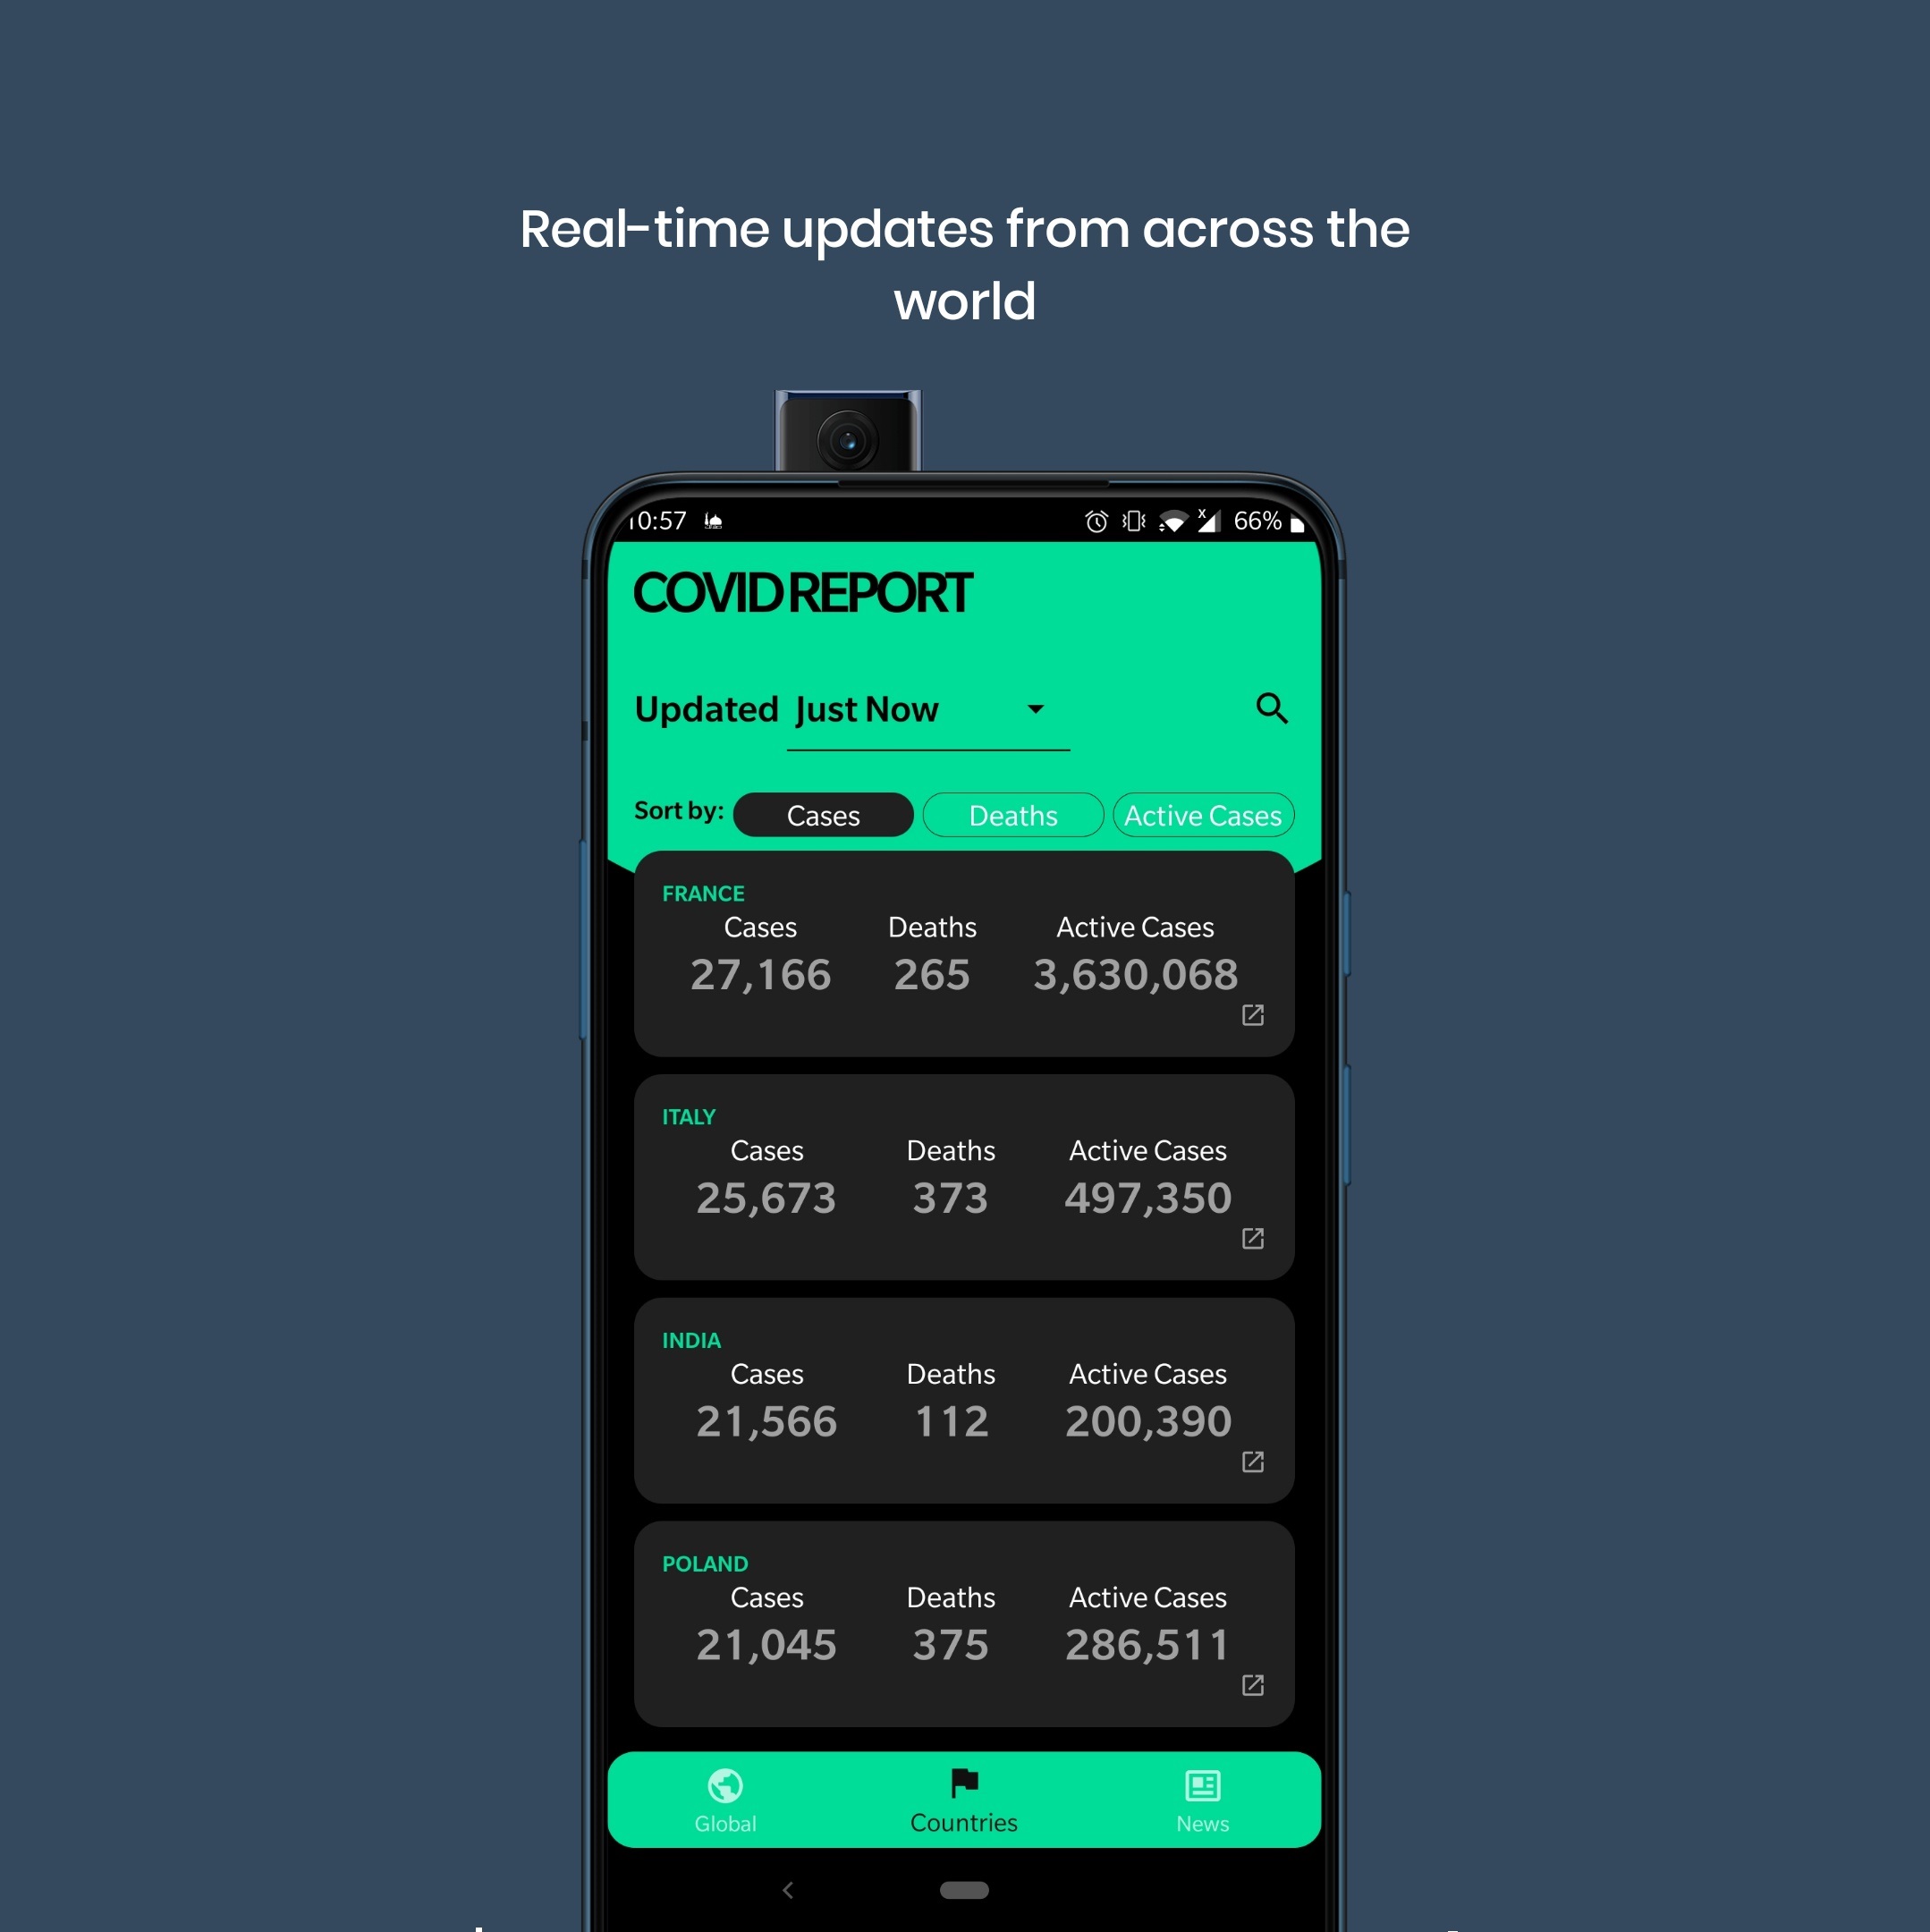 Real-time updates from across the
world
10:57 66%
COVID REPORT
Updated Just Now
Sort by: Cases Deaths Active Cases
FRANCE
Cases Deaths Active Cases
27,166 265 3,630,068
ITALY
Cases Deaths Active Cases
25,673 373 497,350
INDIA
Cases Deaths Active Cases
21,566 112 200,390
POLAND
Cases Deaths Active Cases
21,045 375 286,511
Global Countries News